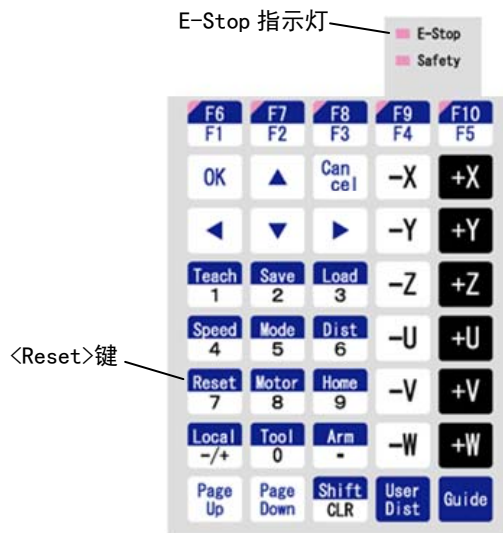 E-Stop 指示灯
E-Stop
Safety
F6 F7 F8 F9 F10
F1 F2 F3 F4 F5
OK ▲ Can cel -X +X
◀ ▼ ▶ -Y +Y
Teach Save Load
1 2 3 -Z +Z
Speed Mode Dist
4 5 6 -U +U
<Reset>键
Reset Motor Home
7 8 9 -V +V
Local Tool Arm
-/+ 0 - -W +W
Page Page Shift User Guide
Up Down CLR Dist